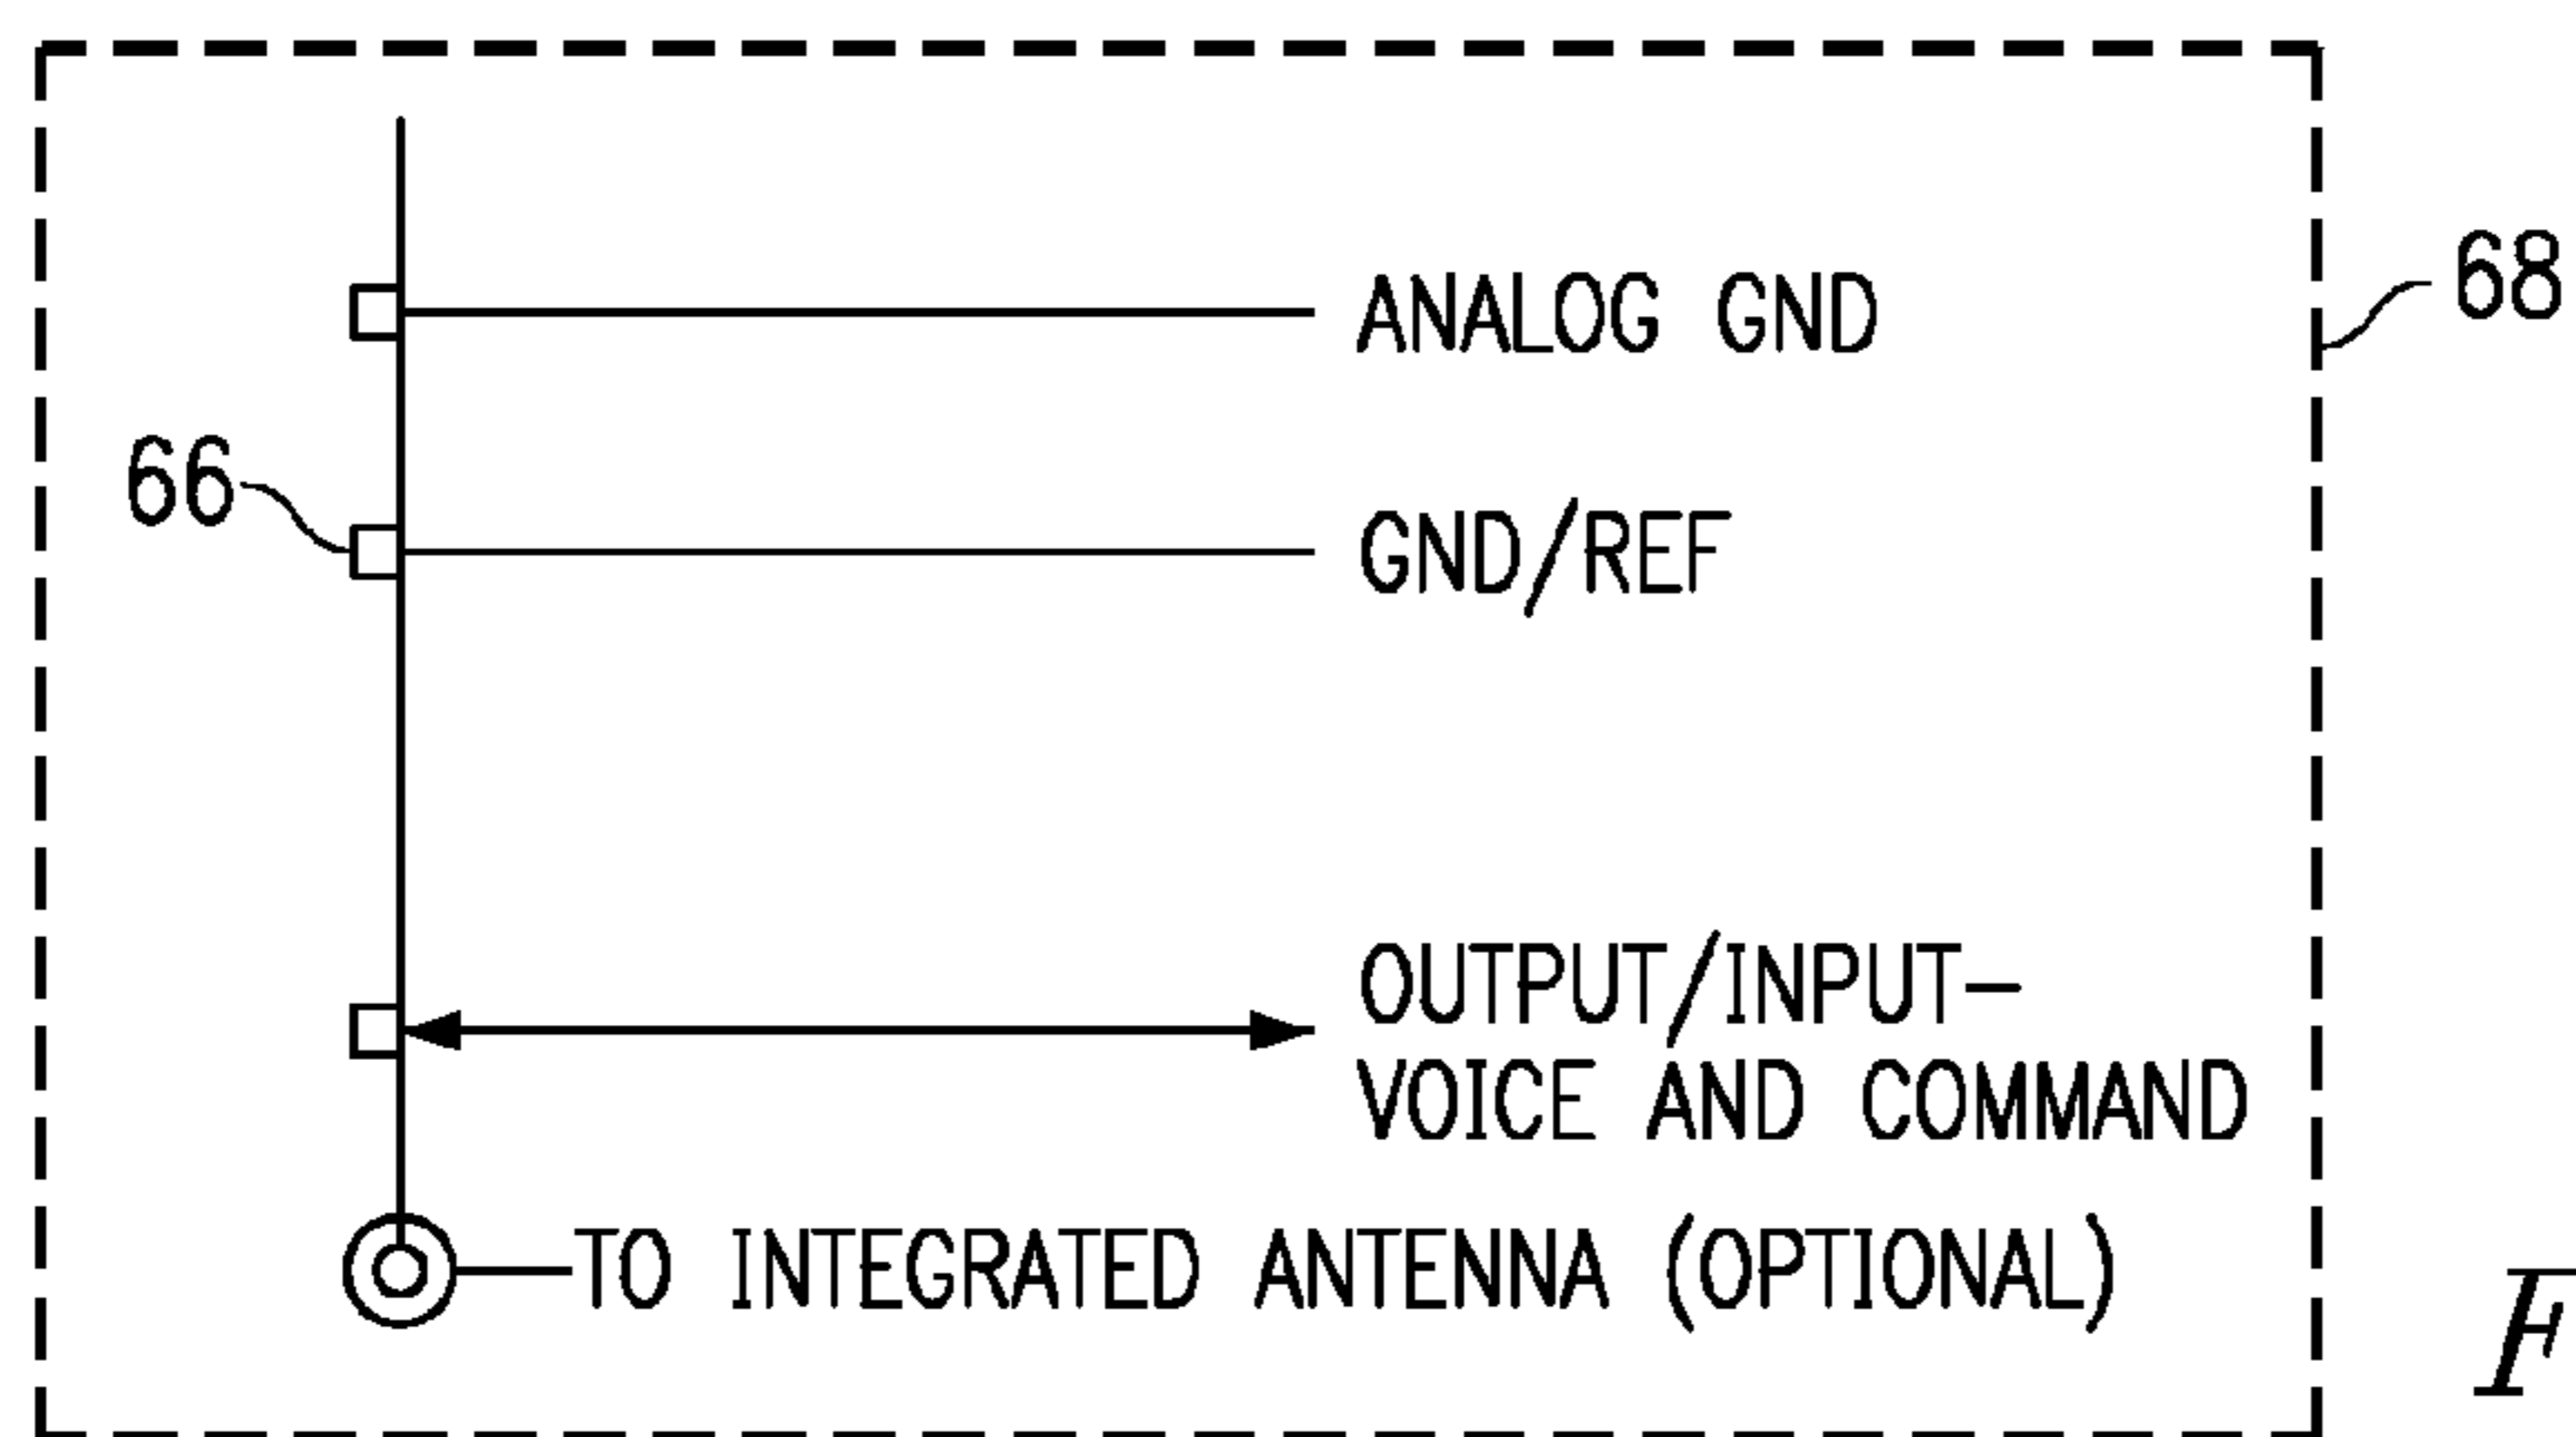 ANALOG GND
68
66
GND/REF
OUTPUT/INPUT-
VOICE AND COMMAND
TO INTEGRATED ANTENNA (OPTIONAL)
F